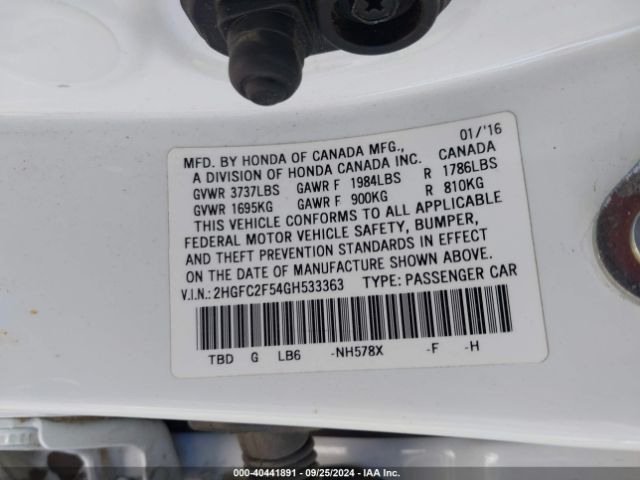 01/'16
MFD. BY HONDA OF CANADA MFG., CANADA
A DIVISION OF HONDA CANADA INC.
GVWR 3737LBS GAWR F 1984LBS R 1786LBS
GVWR 1695KG GAWR F 900KG R 810KG
THIS VEHICLE CONFORMS TO ALL APPLICABLE
FEDERAL MOTOR VEHICLE SAFETY, BUMPER,
AND THEFT PREVENTION STANDARDS IN EFFECT
ON THE DATE OF MANUFACTURE SHOWN ABOVE.
V.I.N.: 2HGFC2F54GH533363 TYPE: PASSENGER CAR
TBD G LB6 -NH578X -F -H
000-40441891 - 09/25/2024 - IAA Inc.